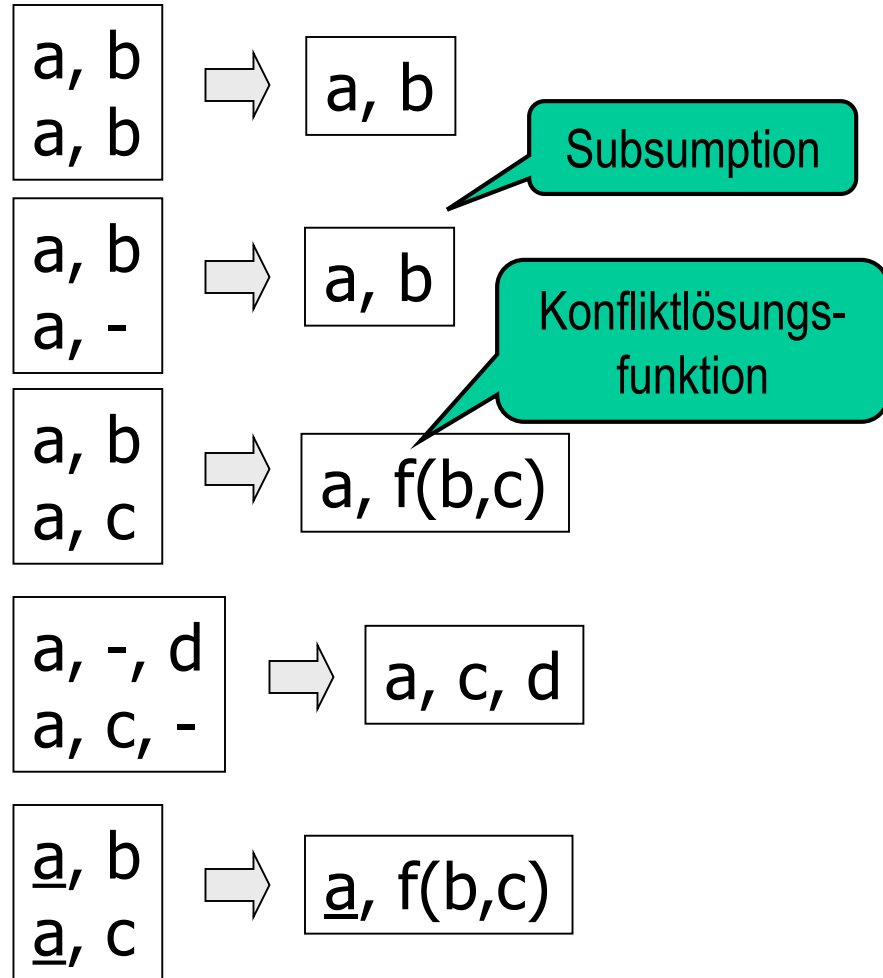 a, b
a, b
a, b
Subsumption
a, b
a, -
a, b
Konfliktlösungs-
funktion
a, b
a, c
a, f(b,c)
a, -, d
a, c, -
a, c, d
a, b
a, c
a, f(b,c)